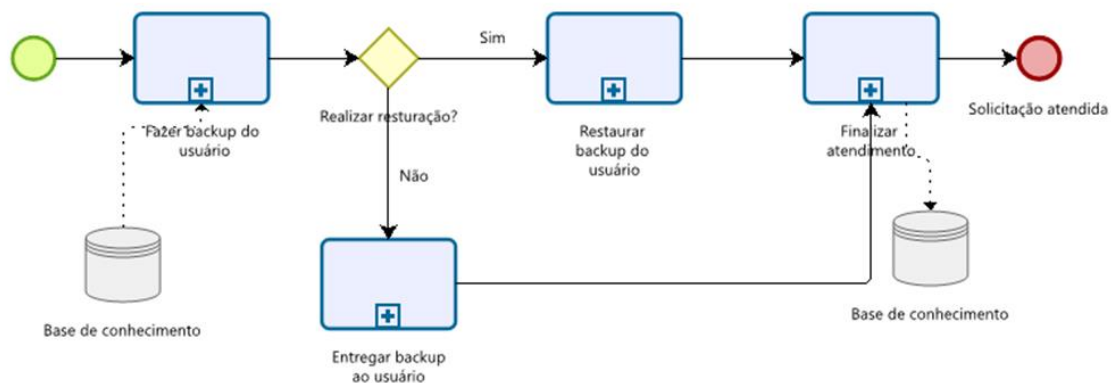 Sim
Fazer backup do
usuário
Realizar resturação?
Restaurar
backup do
usuário
Finalizar
atendimento
Solicitação atendida
Não
Base de conhecimento
Base de conhecimento
Entregar backup
ao usuário